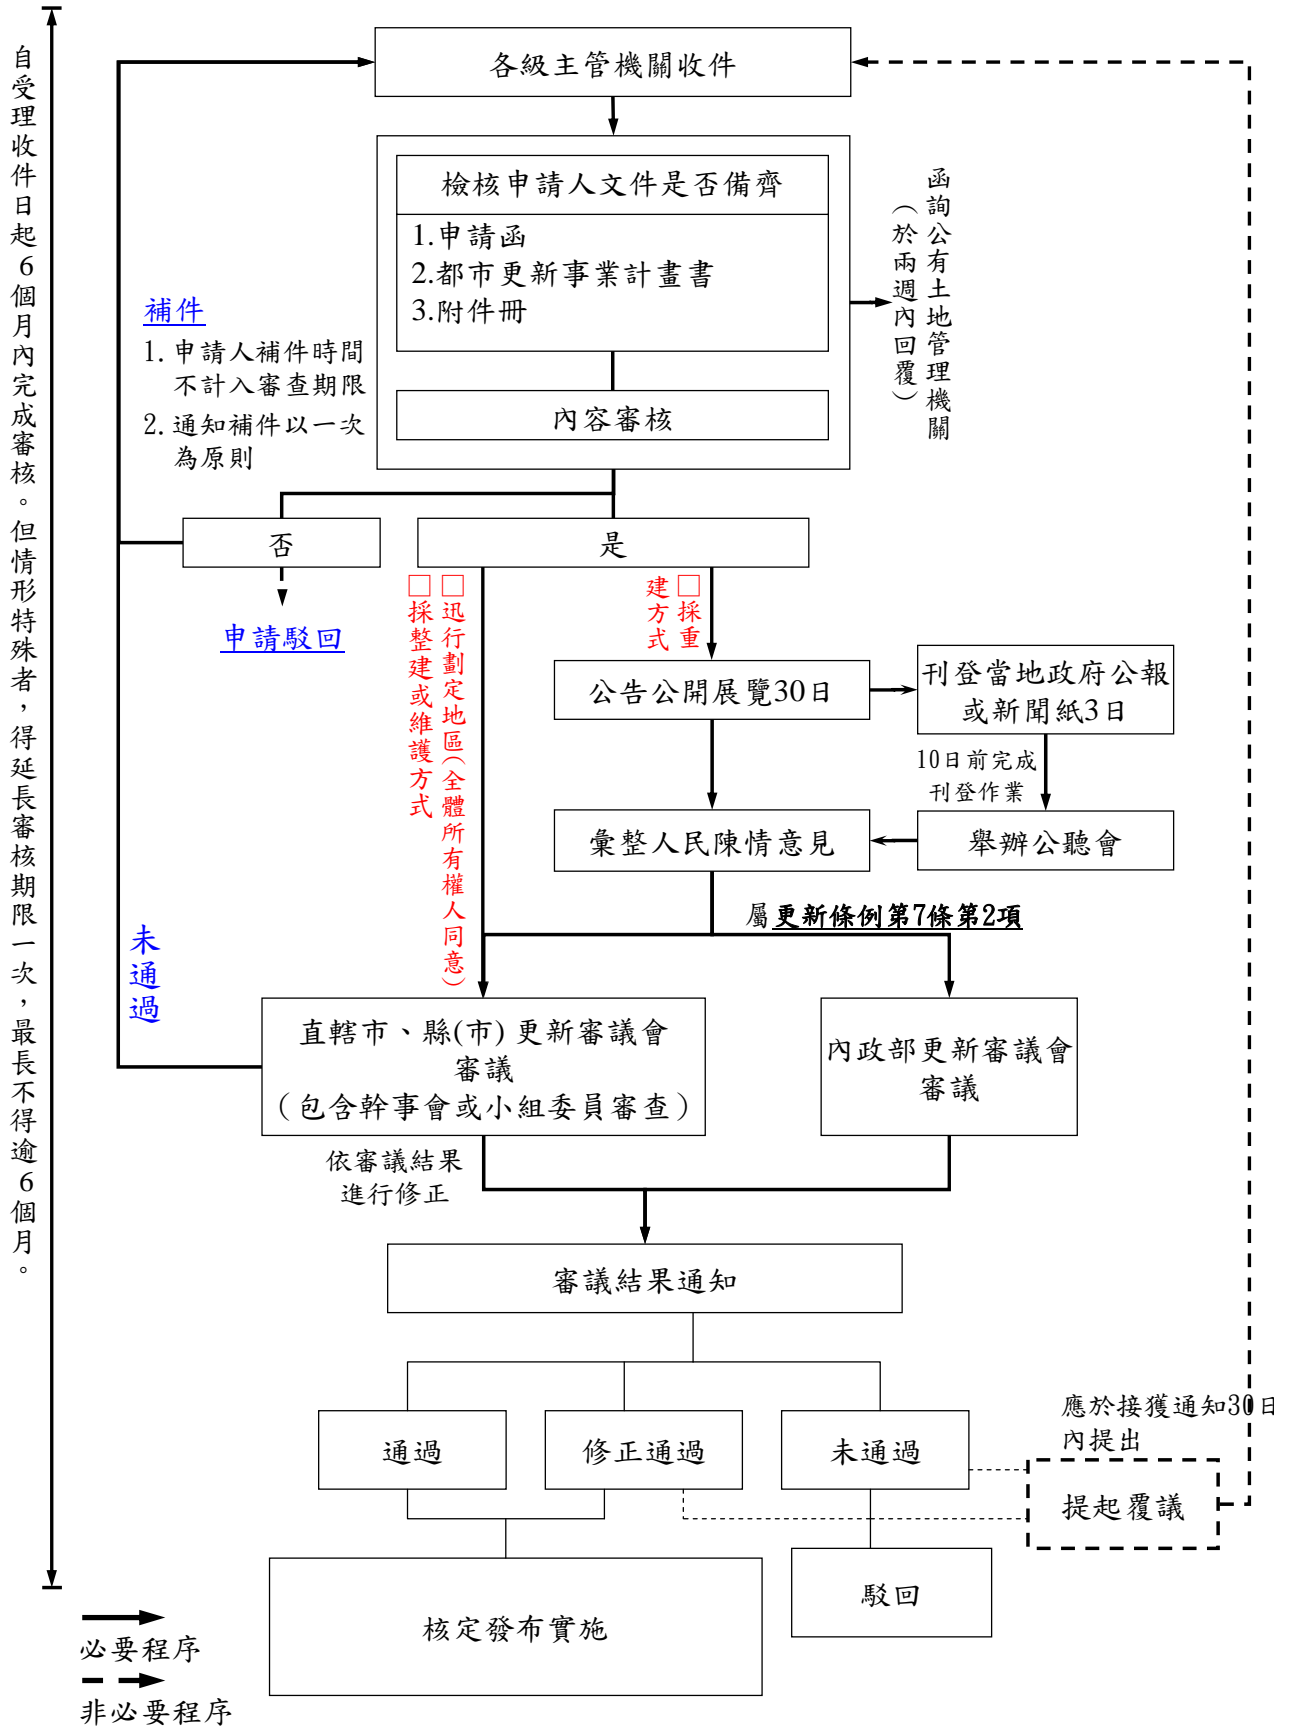 自受理收件日起6個月內完成審核。但情形特殊者，得延長審核期限一次，最長不得逾6個月。
各級主管機關收件
檢核申請人文件是否備齊
1.申請函
2.都市更新事業計畫書
3.附件冊
內容審核
函詢公有土地管理機關
（於兩週內回覆）
補件
1. 申請人補件時間
不計入審查期限
2. 通知補件以一次
為原則
否
是
申請駁回
□迅行劃定地區（全體所有權人同意）
□採整建或維護方式
□採重
建方式
公告公開展覽30日
刊登當地政府公報
或新聞紙3日
10日前完成
刊登作業
彙整人民陳情意見
舉辦公聽會
屬更新條例第7條第2項
未通過
直轄市、縣(市) 更新審議會
審議
（包含幹事會或小組委員審查）
內政部更新審議會
審議
依審議結果
進行修正
審議結果通知
通過
修正通過
未通過
應於接獲通知30日
內提出
提起覆議
核定發布實施
駁回
必要程序
非必要程序